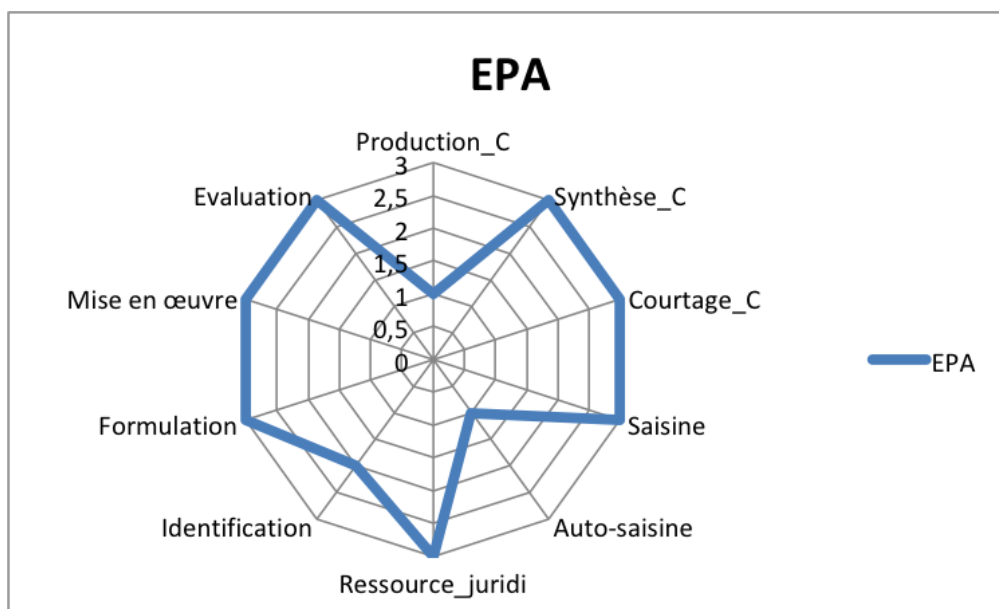 EPA
Production_C
3
Evaluation
2,5
Synthèse_C
2
1,5
Mise en œuvre
1
Courtage_C
0,5
0
EPA
Formulation
Saisine
Identification
Auto-saisine
Ressource_juridi